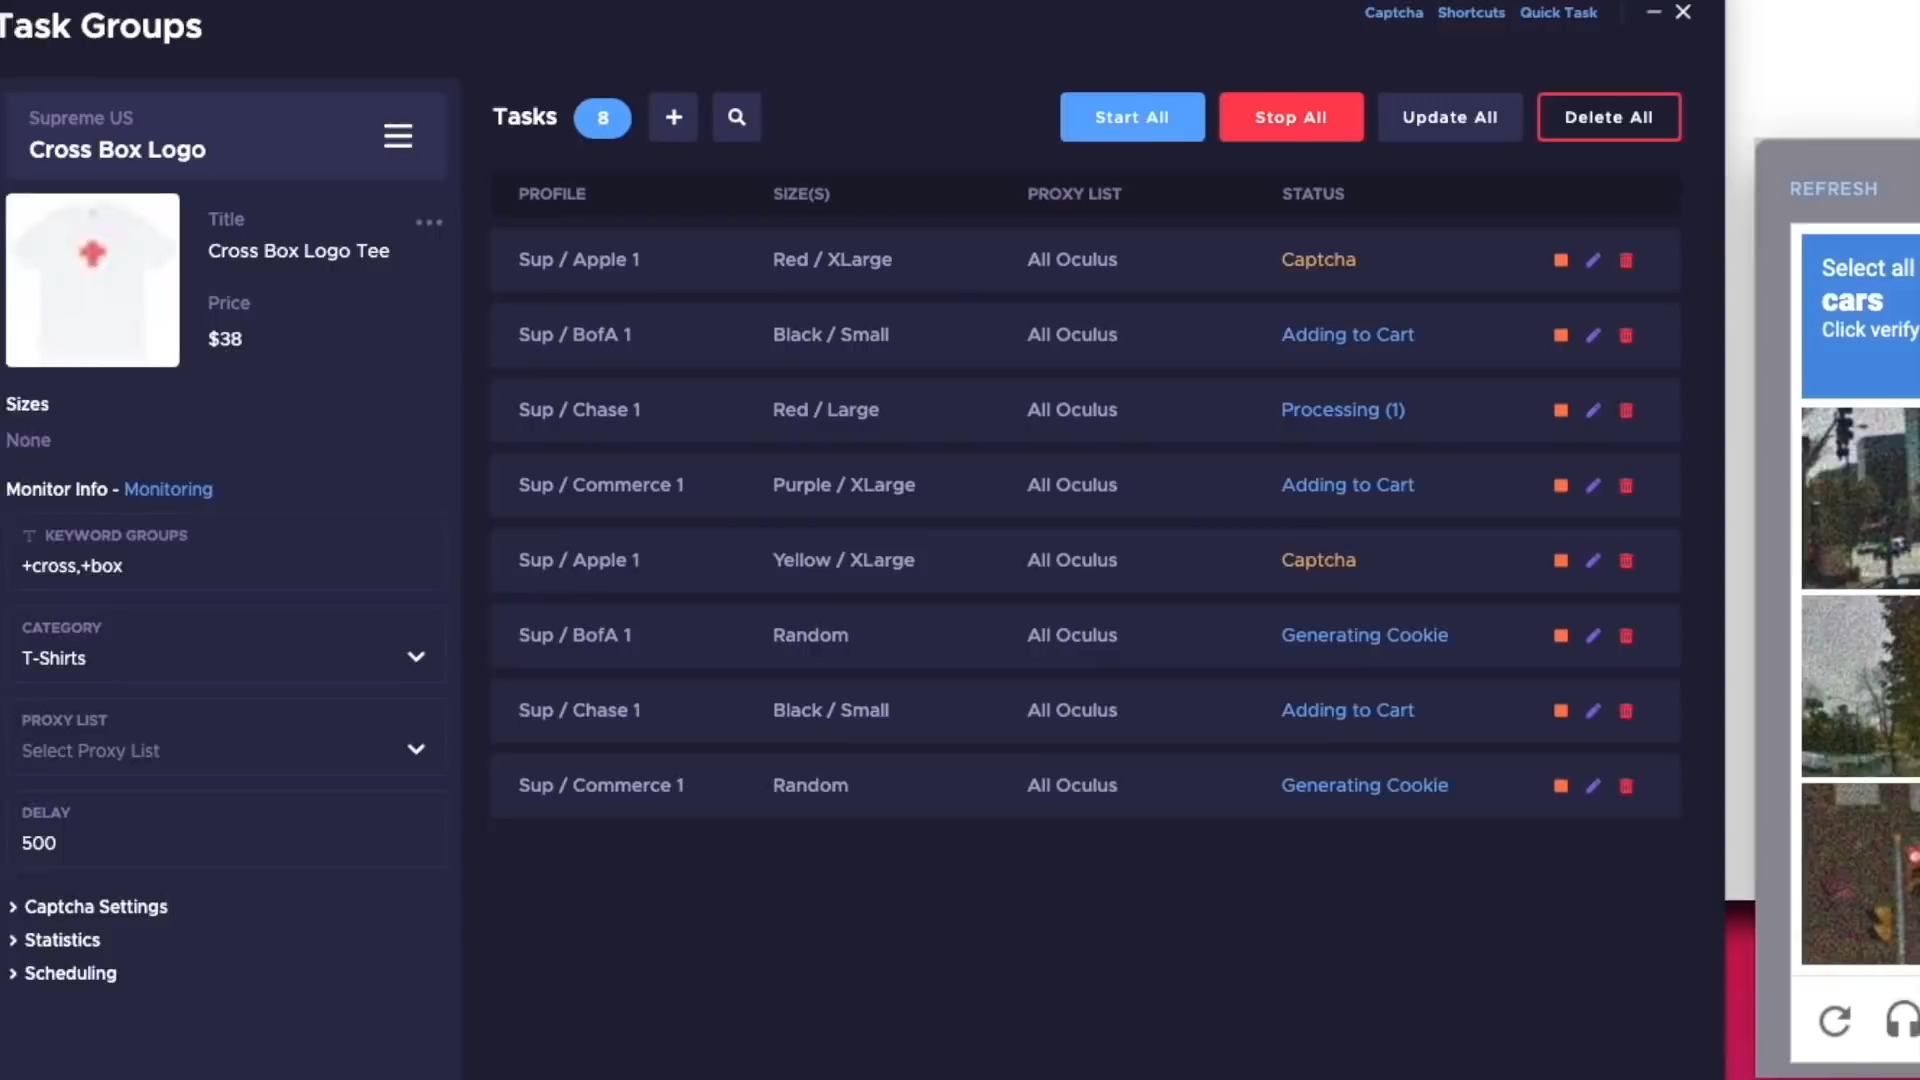 Task Groups
Captcha Shortcuts Quick Task
Supreme US
Cross Box Logo
Title
Cross Box Logo Tee
Price
$38
Sizes
None
Monitor Info - Monitoring
KEYWORD GROUPS
+cross,+box
CATEGORY
T-Shirts
PROXY LIST
Select Proxy List
DELAY
500
Captcha Settings
Statistics
Scheduling
Tasks 8
Start All Stop All Update All Delete All
PROFILE SIZE(S) PROXY LIST STATUS
Sup / Apple 1 Red / XLarge All Oculus Captcha
Sup / BofA 1 Black / Small All Oculus Adding to Cart
Sup / Chase 1 Red / Large All Oculus Processing (1)
Sup / Commerce 1 Purple / XLarge All Oculus Adding to Cart
Sup / Apple 1 Yellow / XLarge All Oculus Captcha
Sup / BofA 1 Random All Oculus Generating Cookie
Sup / Chase 1 Black / Small All Oculus Adding to Cart
Sup / Commerce 1 Random All Oculus Generating Cookie
REFRESH
Select all
cars
Click verify